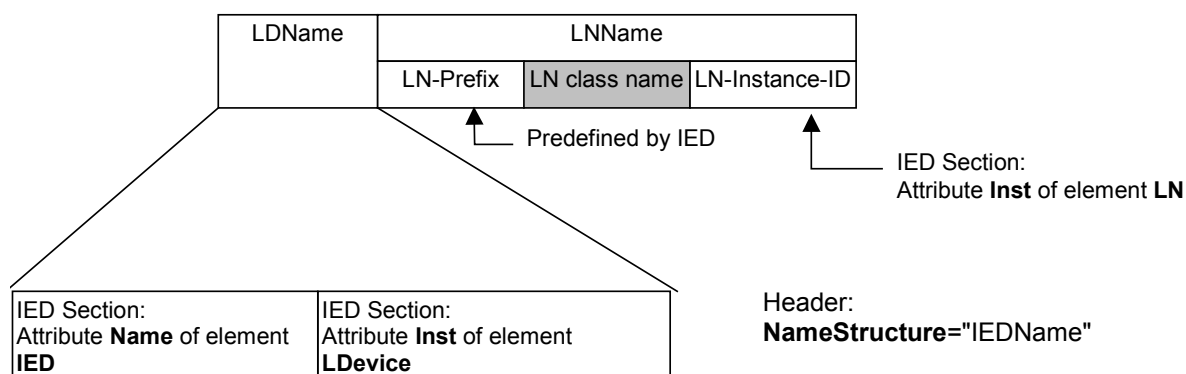 LDName
LNName
LN-Prefix
LN class name
LN-Instance-ID
Predefined by IED
IED Section:
Attribute Inst of element LN
IED Section:
Attribute Name of element
IED
IED Section:
Attribute Inst of element
LDevice
Header:
NameStructure="IEDName"